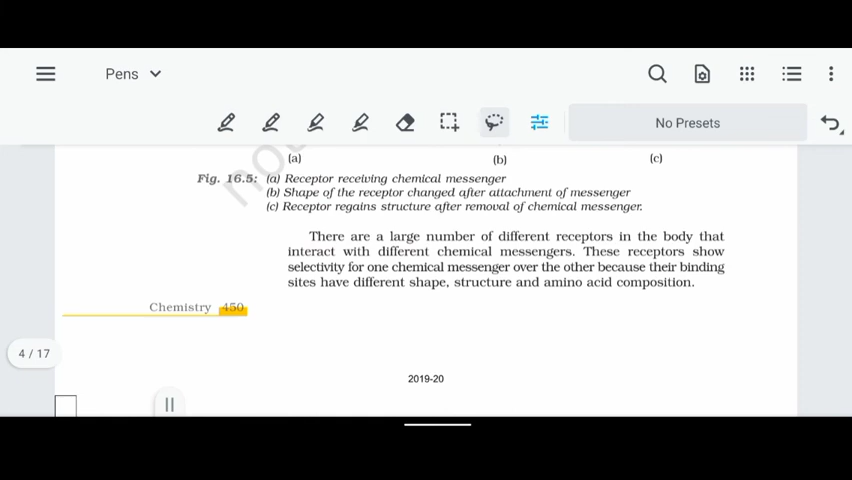 Pens
No Presets
not
(a) (b) (c)
Fig. 16.5: (a) Receptor receiving chemical messenger
(b) Shape of the receptor changed after attachment of messenger
(c) Receptor regains structure after removal of chemical messenger.
There are a large number of different receptors in the body that
interact with different chemical messengers. These receptors show
selectivity for one chemical messenger over the other because their binding
sites have different shape, structure and amino acid composition.
Chemistry 450
4 / 17
2019-20